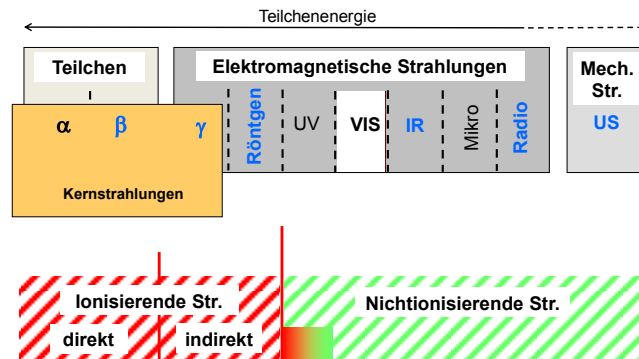 Teilchenenergie
Teilchen
Elektromagnetische Strahlungen
Mech.
Str.
α β γ Röntgen UV VIS IR Mikro Radio US
Kernstrahlungen
Ionisierende Str.
Nichtionisierende Str.
direkt indirekt